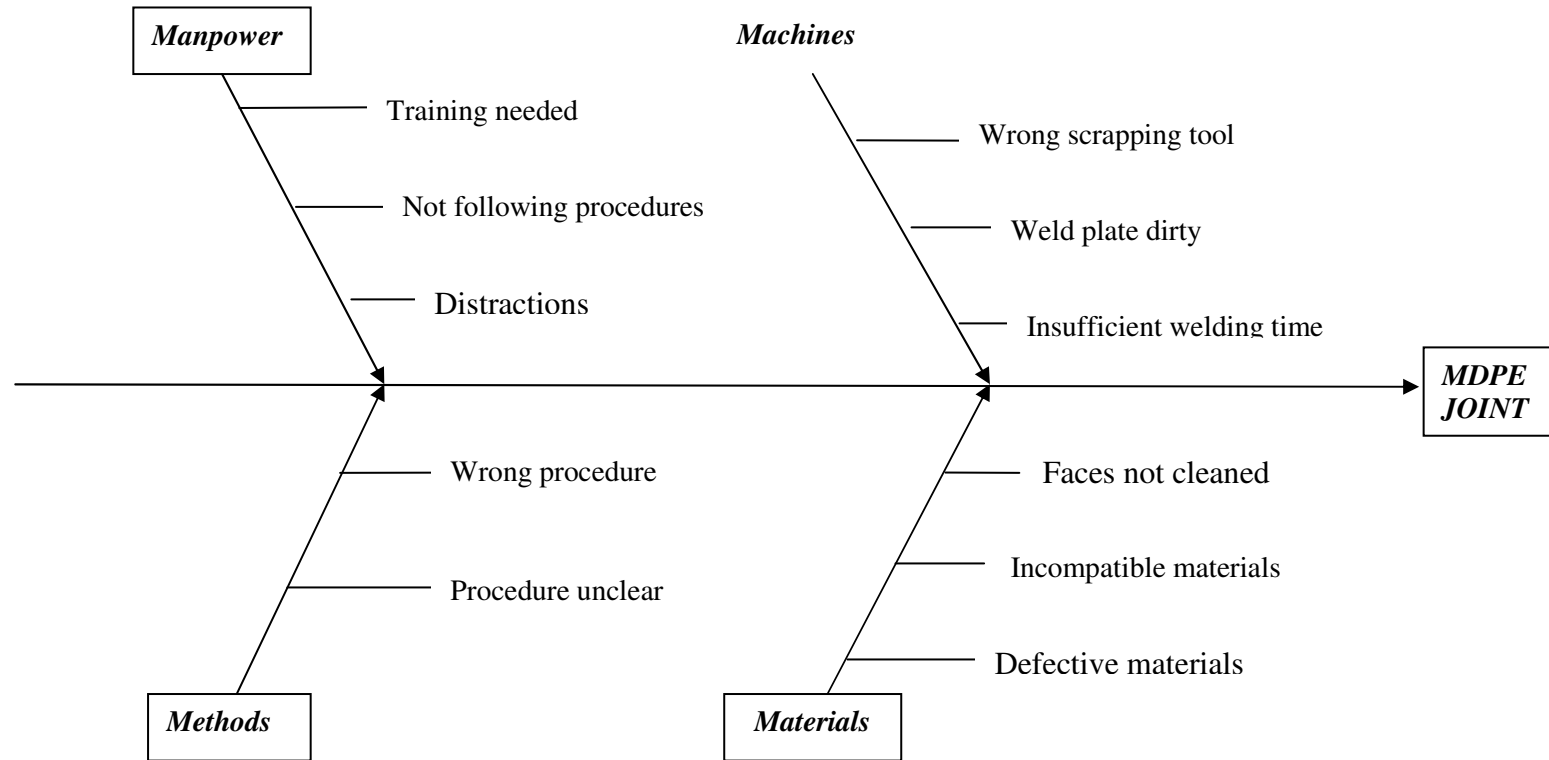 Manpower
Machines
Training needed
Wrong scrapping tool
Not following procedures
Weld plate dirty
Distractions
Insufficient welding time
MDPE
JOINT
Wrong procedure
Faces not cleaned
Incompatible materials
Procedure unclear
Defective materials
Methods
Materials